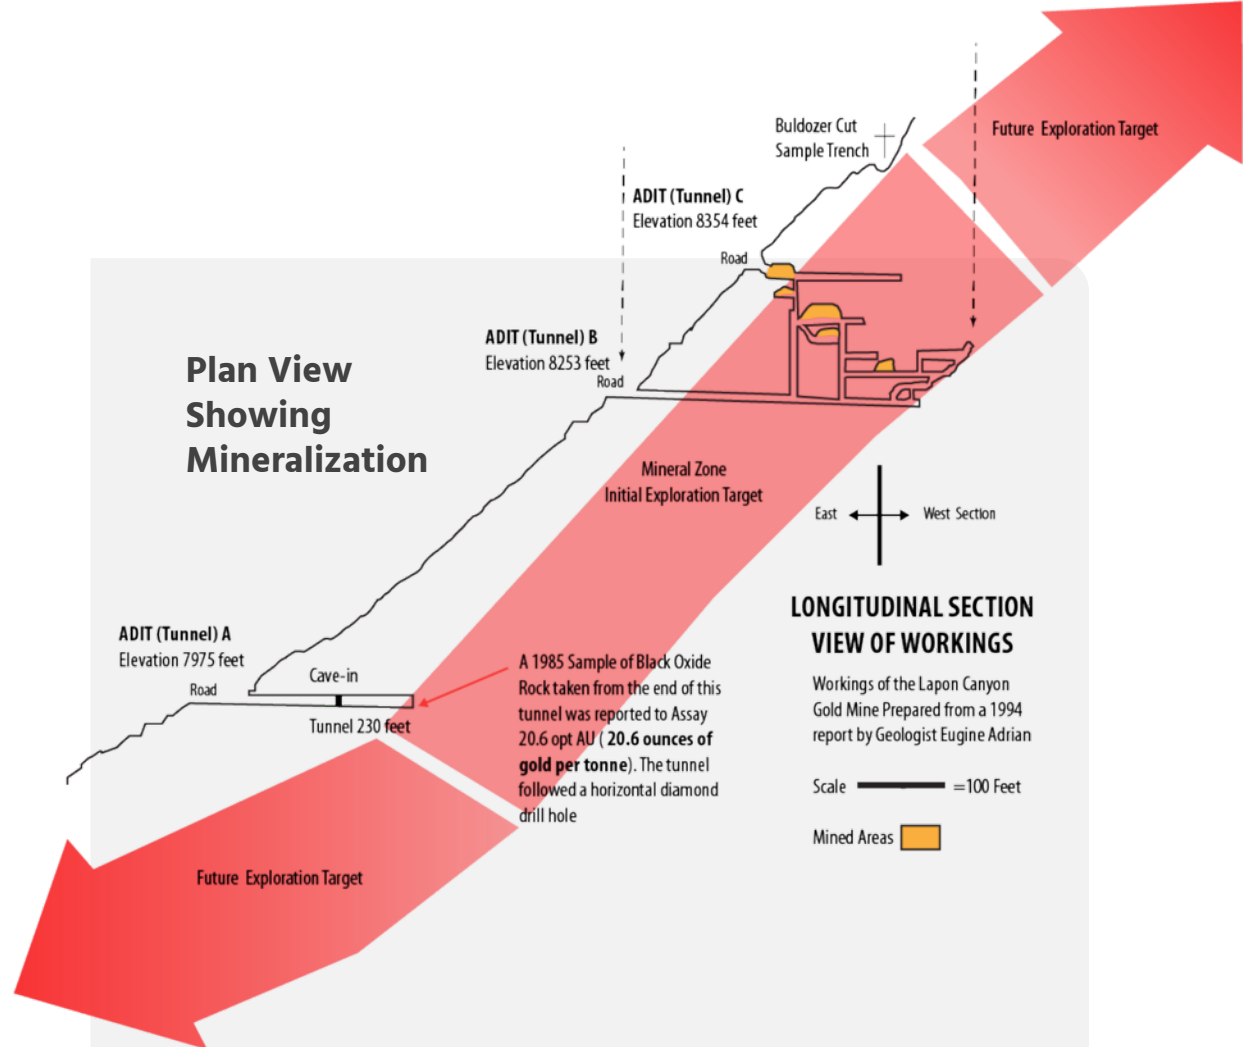 Buldozer Cut
Sample Trench
Future Exploration Target
ADIT (Tunnel) C
Elevation 8354 feet
Road
ADIT (Tunnel) B
Elevation 8253 feet
Road
Plan View
Showing
Mineralization
Mineral Zone
Initial Exploration Target
East
West Section
LONGITUDINAL SECTION
VIEW OF WORKINGS
Workings of the Lapon Canyon
Gold Mine Prepared from a 1994
report by Geologist Eugine Adrian
Scale
=100 Feet
Mined Areas
ADIT (Tunnel) A
Elevation 7975 feet
Road
Cave-in
Tunnel 230 feet
A 1985 Sample of Black Oxide
Rock taken from the end of this
tunnel was reported to Assay
20.6 opt AU ( 20.6 ounces of
gold per tonne). The tunnel
followed a horizontal diamond
drill hole
Future Exploration Target